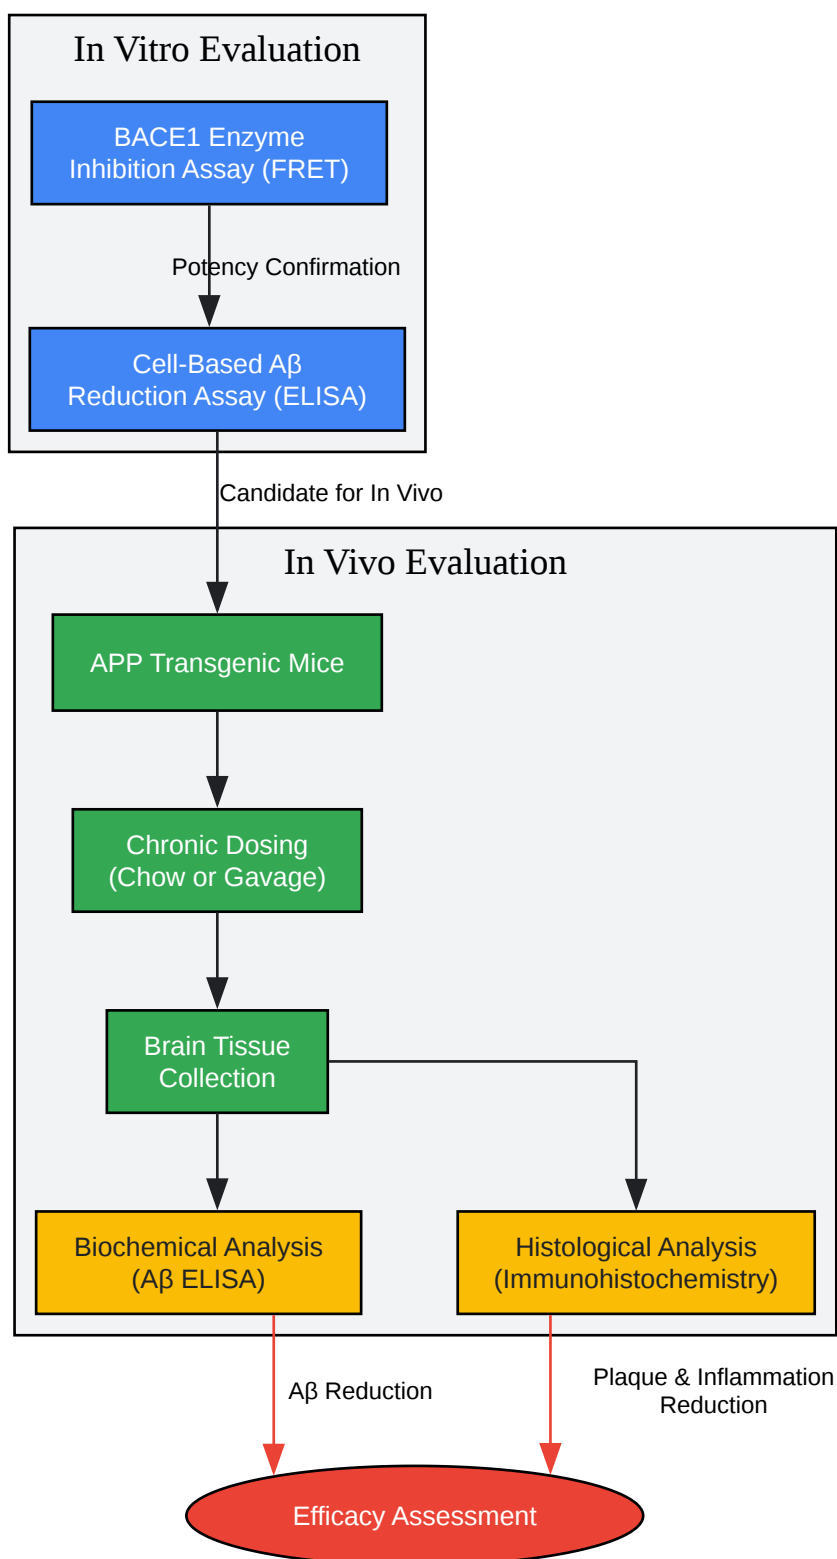 In Vitro Evaluation
BACE1 Enzyme
Inhibition Assay (FRET)
Potency Confirmation
Cell-Based Aβ
Reduction Assay (ELISA)
Candidate for In Vivo
In Vivo Evaluation
APP Transgenic Mice
Chronic Dosing
(Chow or Gavage)
Brain Tissue
Collection
Biochemical Analysis
(Aβ ELISA)
Histological Analysis
(Immunohistochemistry)
Aβ Reduction
Plaque & Inflammation
Reduction
Efficacy Assessment